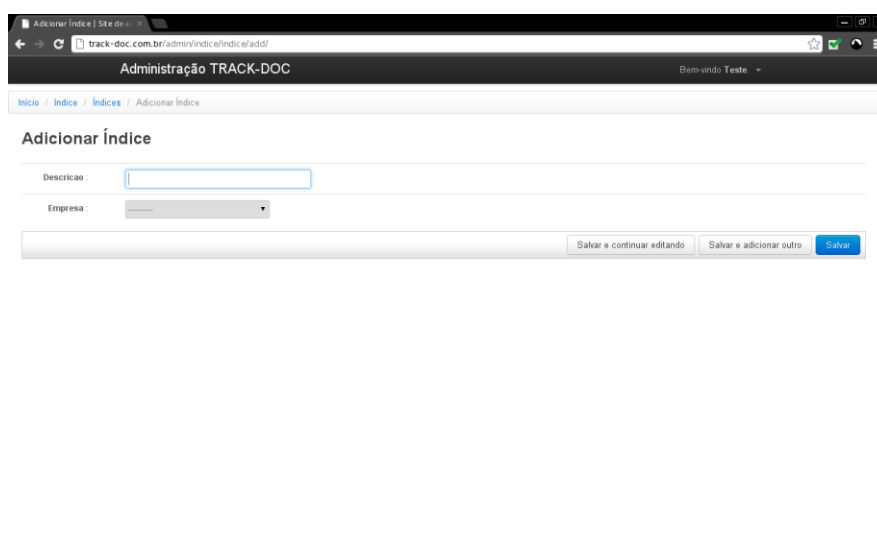 Adicionar Índice | Site de a
track-doc.com.br/admin/indice/indice/add/
Administração TRACK-DOC
Bem-vindo Teste.
Início / Indice / Índices / Adicionar Índice
Adicionar Índice
Descricao :
Empresa : ---------
Salvar e continuar editando Salvar e adicionar outro Salvar